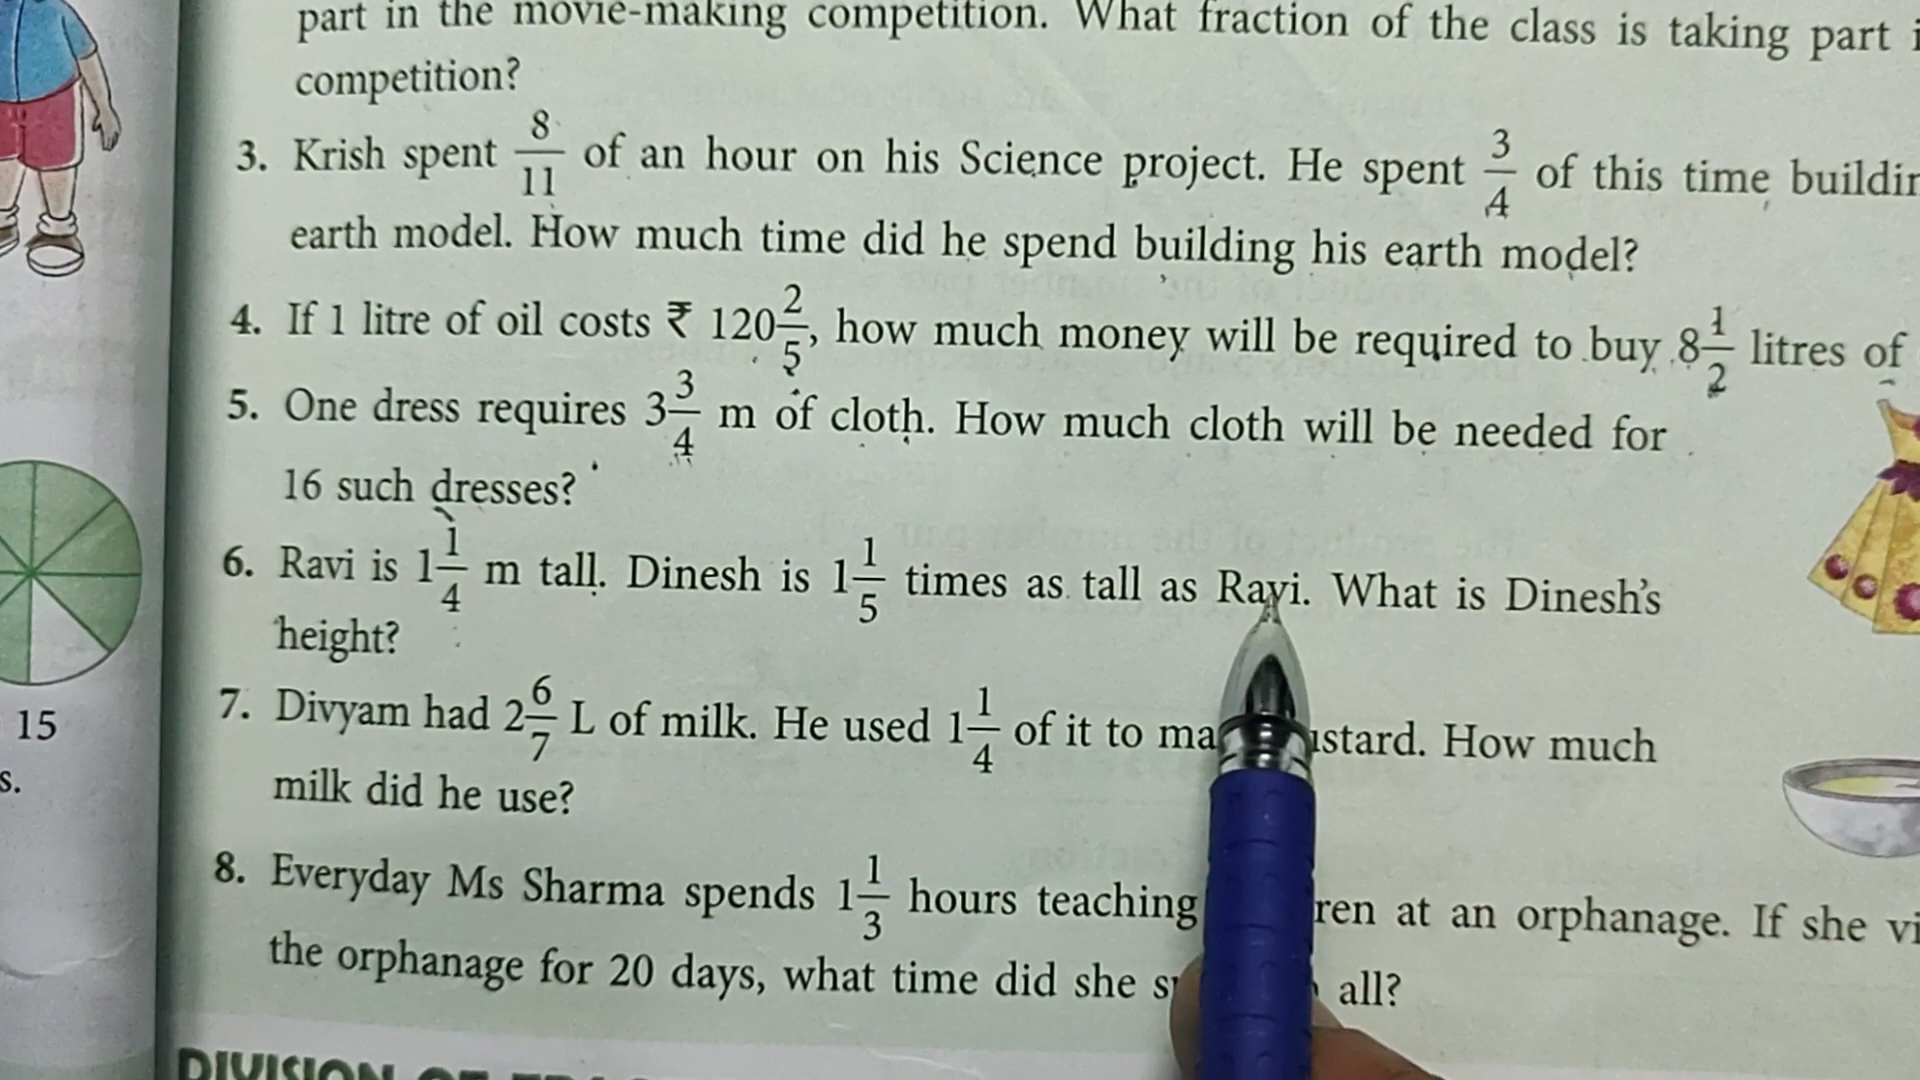 part in the movie-making competition. What fraction of the class is taking part
competition?
3. Krish spent 8/11 of an hour on his Science project. He spent 3/4 of this time
earth model. How much time did he spend building his earth model?
4. If 1 litre of oil costs ₹ 120 2/5, how much money will be required to buy 8 1/2 litres of
5. One dress requires 3 3/4 m of cloth. How much cloth will be needed for
16 such dresses?
6. Ravi is 1 1/4 m tall. Dinesh is 1 1/5 times as tall as Ravi. What is Dinesh's
height?
7. Divyam had 2 6/7 L of milk. He used 1 1/4 of it to How much
milk did he use?
8. Everyday Ms Sharma spends 1 1/3 hours teaching at an orphanage. If she
the orphanage for 20 days, what time did she all?
15
s.
DIVISION OF